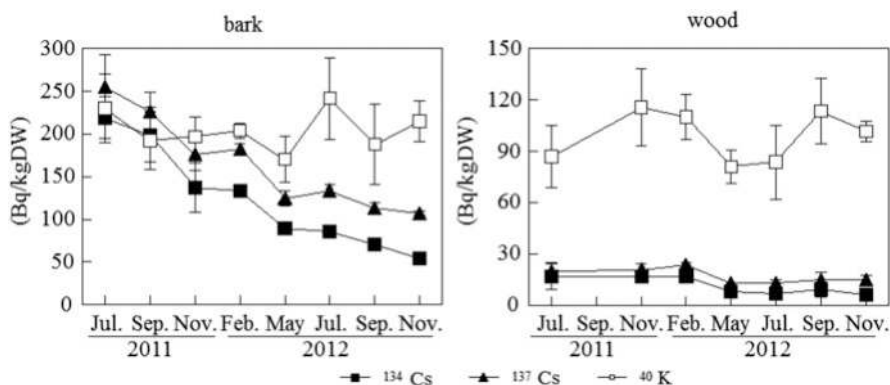 bark
(Bq/kgDW)
300
250
200
150
100
50
0
Jul. Sep. Nov. Feb. May Jul. Sep. Nov.
2011 2012
wood
(Bq/kgDW)
150
120
90
60
30
0
Jul. Sep. Nov. Feb. May Jul. Sep. Nov.
2011 2012
¹³⁴ Cs ¹³⁷ Cs ⁴⁰ K